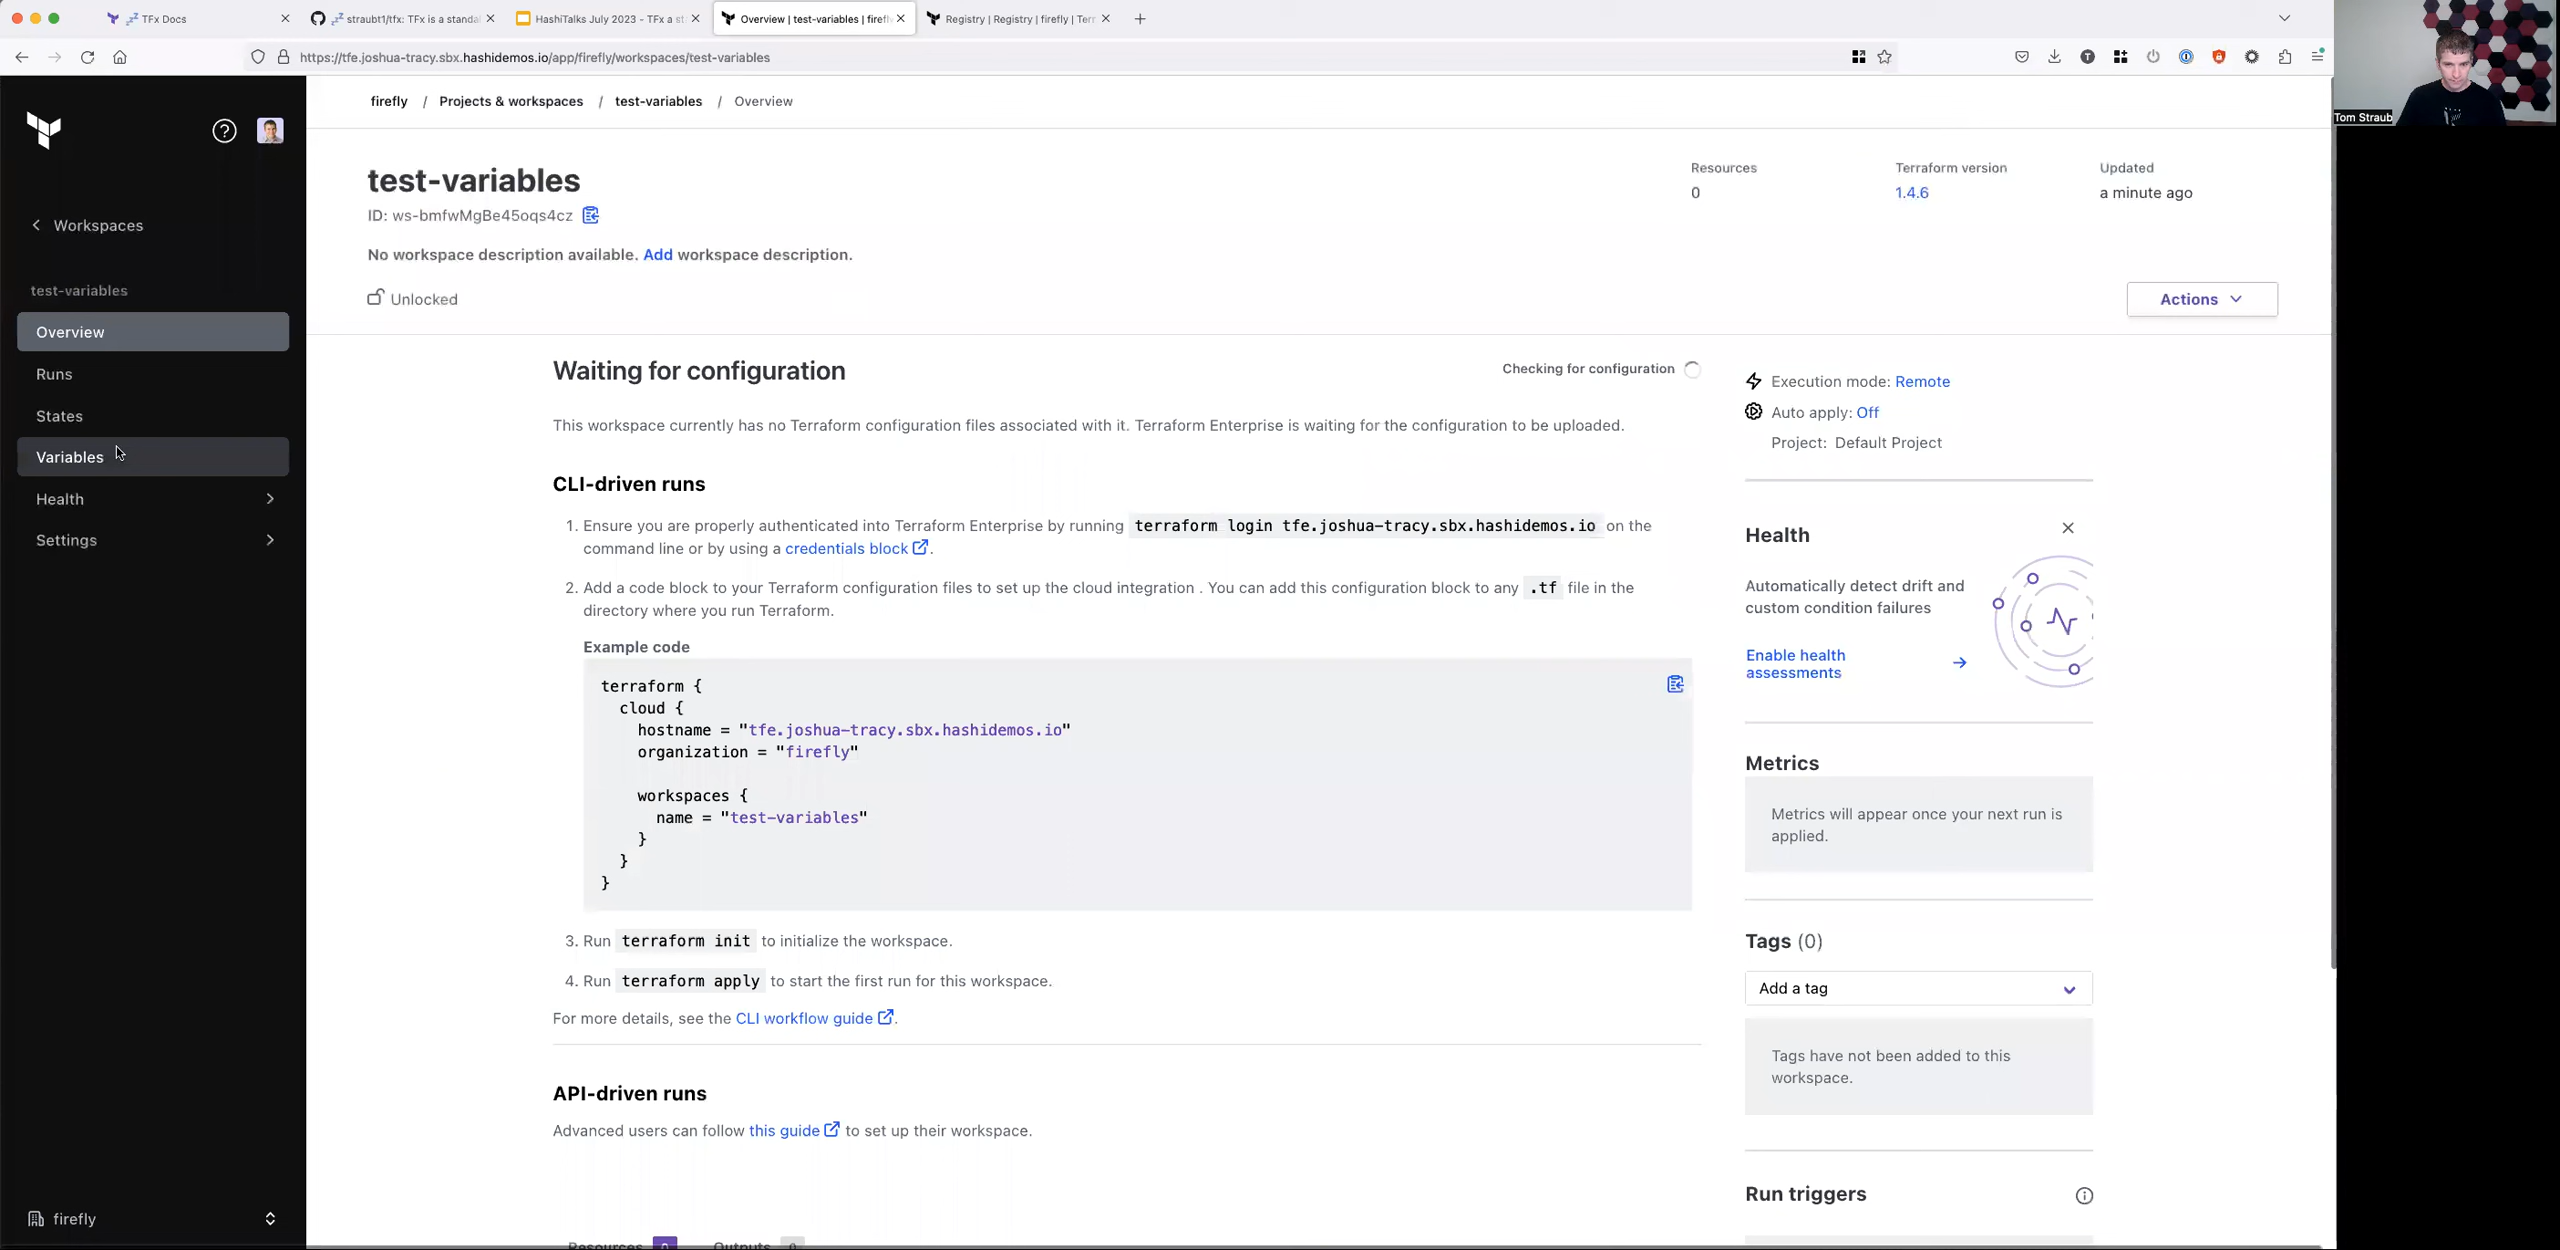 TFx Docs
straubt1/tfx: TFx is a standal
HashiTalks July 2023 - TFx a st
Overview | test-variables | firefl
Registry | Registry | firefly | Terr
https://tfe.joshua-tracy.sbx.hashidemos.io/app/firefly/workspaces/test-variables
Tom Straub
firefly / Projects & workspaces / test-variables / Overview
Workspaces
test-variables
Overview
Runs
States
Variables
Health
Settings
firefly
test-variables
ID: ws-bmfwMgBe45oqs4cz
No workspace description available. Add workspace description.
Unlocked
Resources
0
Terraform version
1.4.6
Updated
a minute ago
Actions
Waiting for configuration
Checking for configuration
This workspace currently has no Terraform configuration files associated with it. Terraform Enterprise is waiting for the configuration to be uploaded.
CLI-driven runs
1. Ensure you are properly authenticated into Terraform Enterprise by running terraform login tfe.joshua-tracy.sbx.hashidemos.io on the
command line or by using a credentials block.
2. Add a code block to your Terraform configuration files to set up the cloud integration . You can add this configuration block to any .tf file in the
directory where you run Terraform.
Example code
terraform {
cloud {
hostname = "tfe.joshua-tracy.sbx.hashidemos.io"
organization = "firefly"
workspaces {
name = "test-variables"
}
}
}
3. Run terraform init to initialize the workspace.
4. Run terraform apply to start the first run for this workspace.
For more details, see the CLI workflow guide.
API-driven runs
Advanced users can follow this guide to set up their workspace.
Resources 0 Outputs 0
Execution mode: Remote
Auto apply: Off
Project: Default Project
Health
Automatically detect drift and
custom condition failures
Enable health
assessments
Metrics
Metrics will appear once your next run is
applied.
Tags (0)
Add a tag
Tags have not been added to this
workspace.
Run triggers